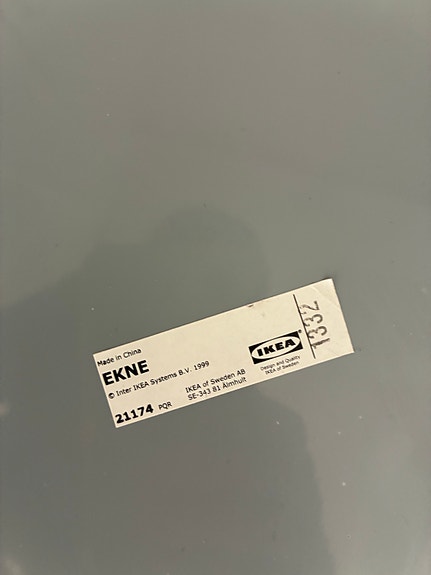 Made in China
EKNE
© Inter IKEA Systems B.V. 1999
21174 PQR
IKEA of Sweden AB
SE-343 81 Älmhult
IKEA®
Design and Quality
IKEA of Sweden
1332